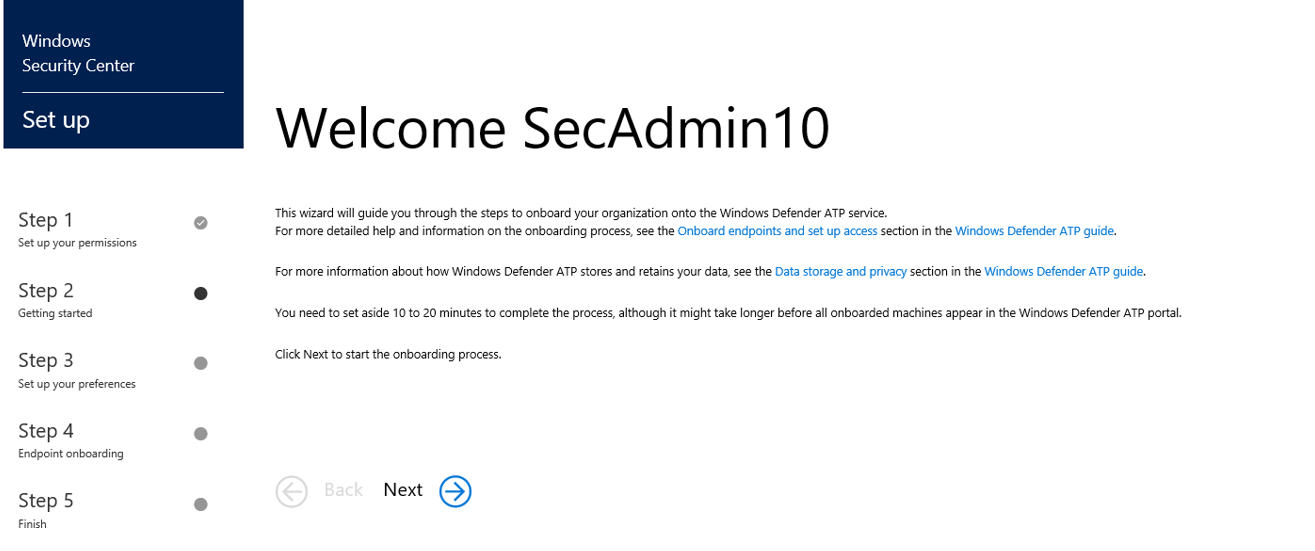 Windows
Security Center
Set up
Step 1
Set up your permissions
Step 2
Getting started
Step 3
Set up your preferences
Step 4
Endpoint onboarding
Step 5
Finish
Welcome SecAdmin10
This wizard will guide you through the steps to onboard your organization onto the Windows Defender ATP service.
For more detailed help and information on the onboarding process, see the Onboard endpoints and set up access section in the Windows Defender ATP guide.
For more information about how Windows Defender ATP stores and retains your data, see the Data storage and privacy section in the Windows Defender ATP guide.
You need to set aside 10 to 20 minutes to complete the process, although it might take longer before all onboarded machines appear in the Windows Defender ATP portal.
Click Next to start the onboarding process.
Back Next